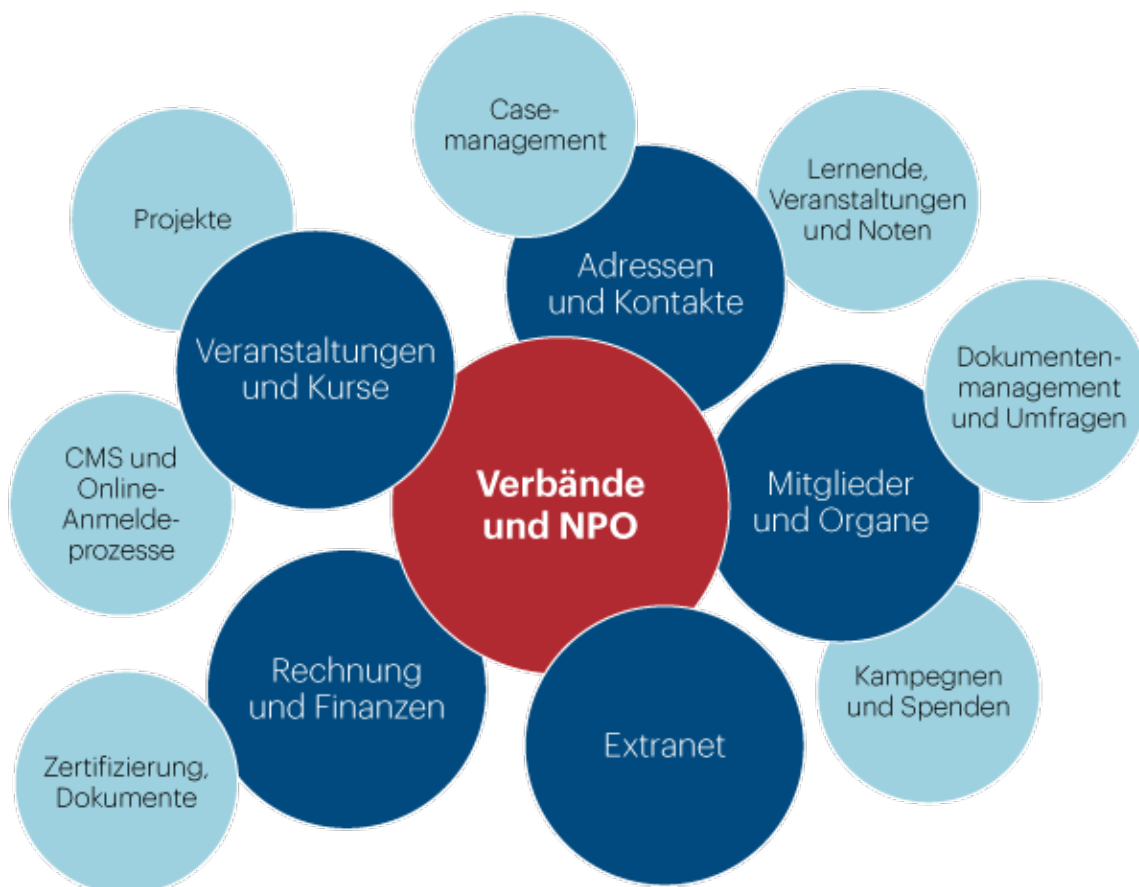 Case-
management
Lernende,
Veranstaltungen
und Noten
Projekte
Adressen
und Kontakte
Veranstaltungen
und Kurse
Dokumenten-
management
und Umfragen
CMS und
Online-
Anmelde-
prozesse
Verbände
und NPO
Mitglieder
und Organe
Rechnung
und Finanzen
Kampegnen
und Spenden
Extranet
Zertifizierung,
Dokumente